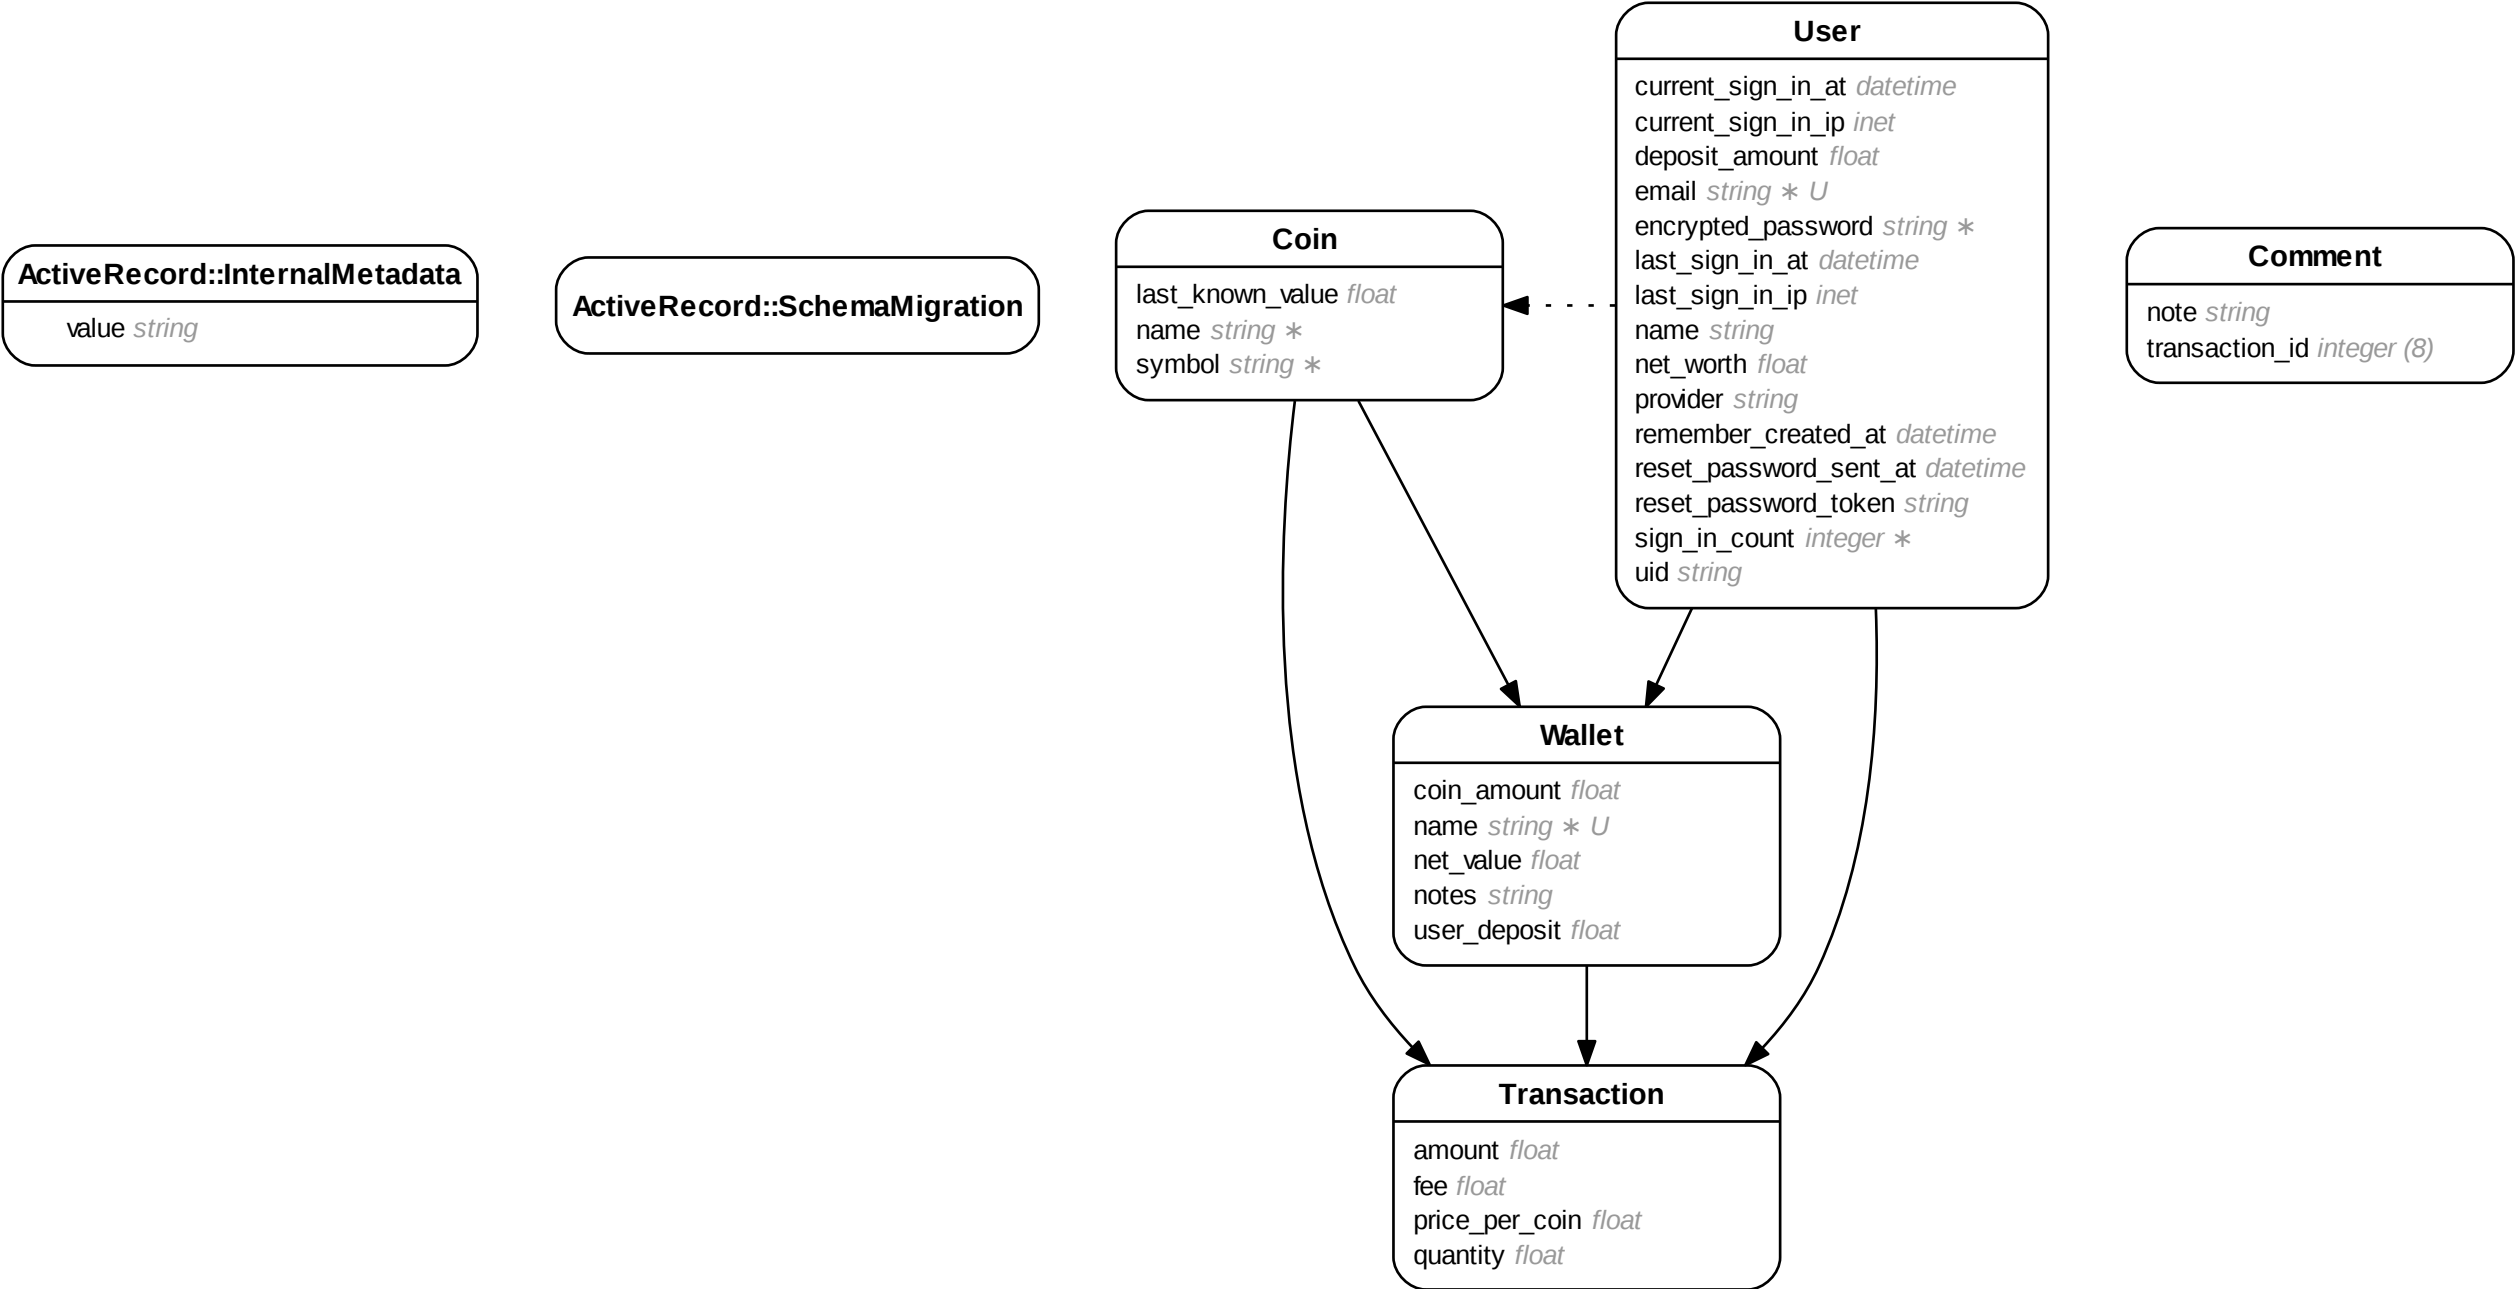 ActiveRecord::InternalMetadata
value string
ActiveRecord::SchemaMigration
Coin
last_known_value float
name string ∗
symbol string ∗
User
current_sign_in_at datetime
current_sign_in_ip inet
deposit_amount float
email string ∗ U
encrypted_password string ∗
last_sign_in_at datetime
last_sign_in_ip inet
name string
net_worth float
provider string
remember_created_at datetime
reset_password_sent_at datetime
reset_password_token string
sign_in_count integer ∗
uid string
Comment
note string
transaction_id integer (8)
Wallet
coin_amount float
name string ∗ U
net_value float
notes string
user_deposit float
Transaction
amount float
fee float
price_per_coin float
quantity float